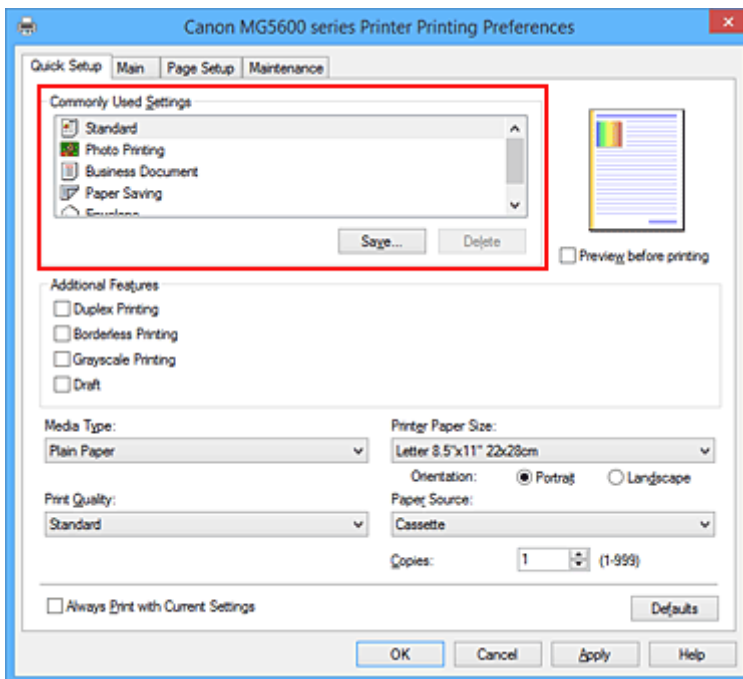 Canon MG5600 series Printer Printing Preferences
Quick Setup Main Page Setup Maintenance
Commonly Used Settings
Standard
Photo Printing
Business Document
Paper Saving
Save... Delete
Preview before printing
Additional Features
Duplex Printing
Borderless Printing
Grayscale Printing
Draft
Media Type:
Plain Paper
Printer Paper Size:
Letter 8.5"x11" 22x28cm
Orientation: Portrait Landscape
Print Quality:
Standard
Paper Source:
Cassette
Copies: 1 (1-999)
Always Print with Current Settings
Defaults
OK Cancel Apply Help